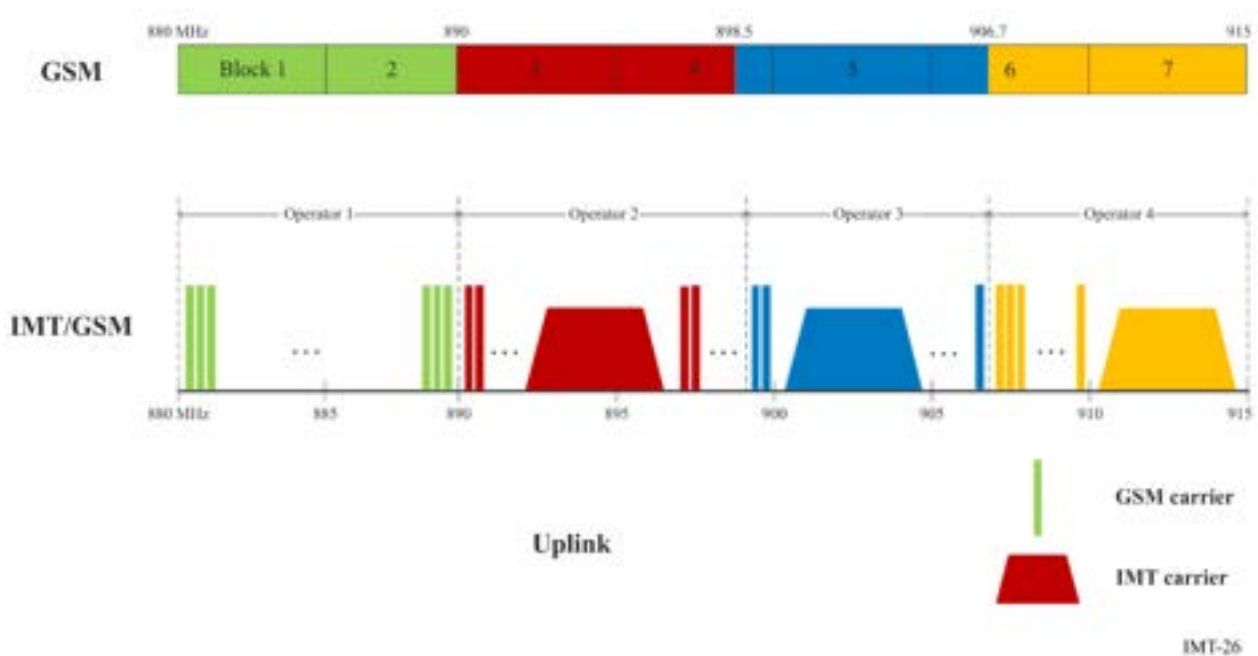 880 MHz 890 898.5 906.7 915
GSM Block 1 2 3 4 5 6 7
Operator 1 Operator 2 Operator 3 Operator 4
IMT/GSM ... ... ... ... ...
880 MHz 885 890 895 900 905 910 915
GSM carrier
Uplink
IMT carrier
IMT-26